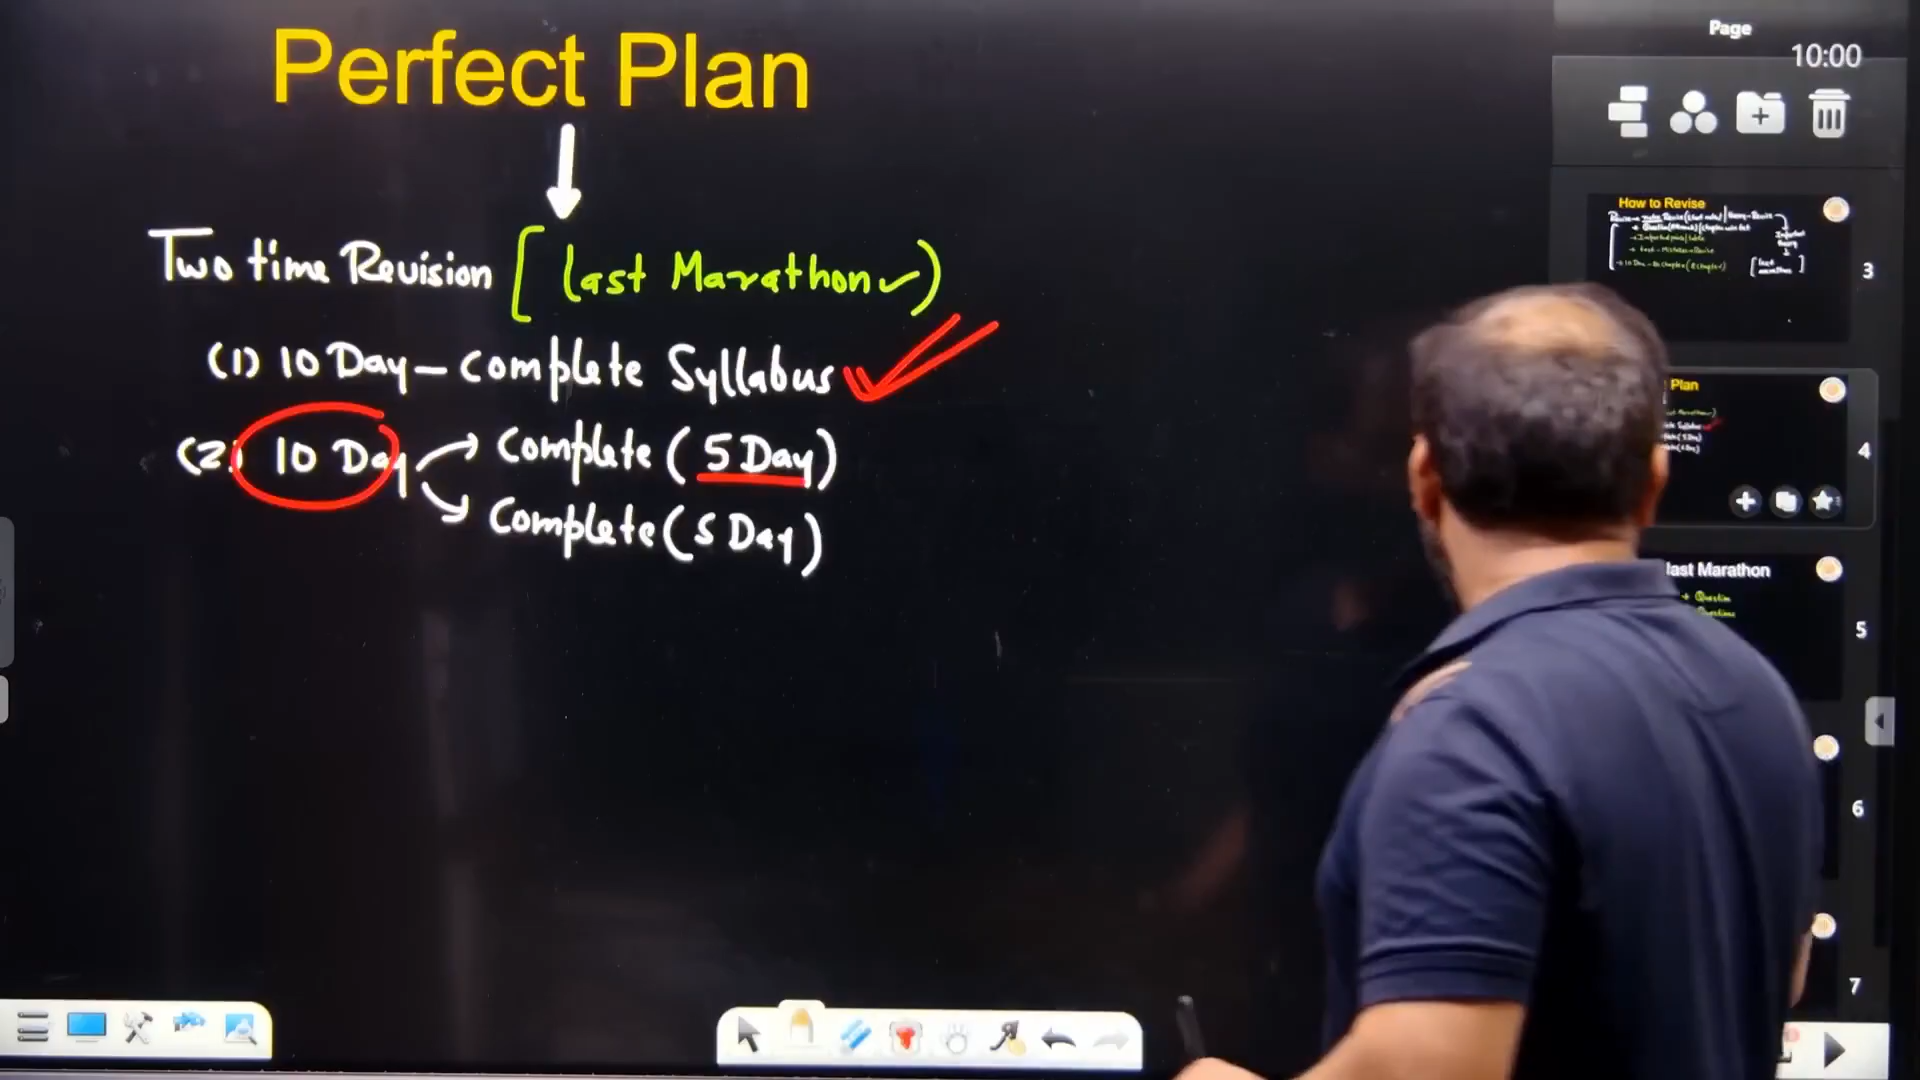 Perfect Plan
Two time Revision [ last Marathon ✓)
(1) 10 Day – Complete Syllabus ✓
(2) 10 Day → Complete (5 Day)
→ Complete (5 Day)
Page
10:00
How to Revise
3
Plan
4
last Marathon
+ Question
5
6
7